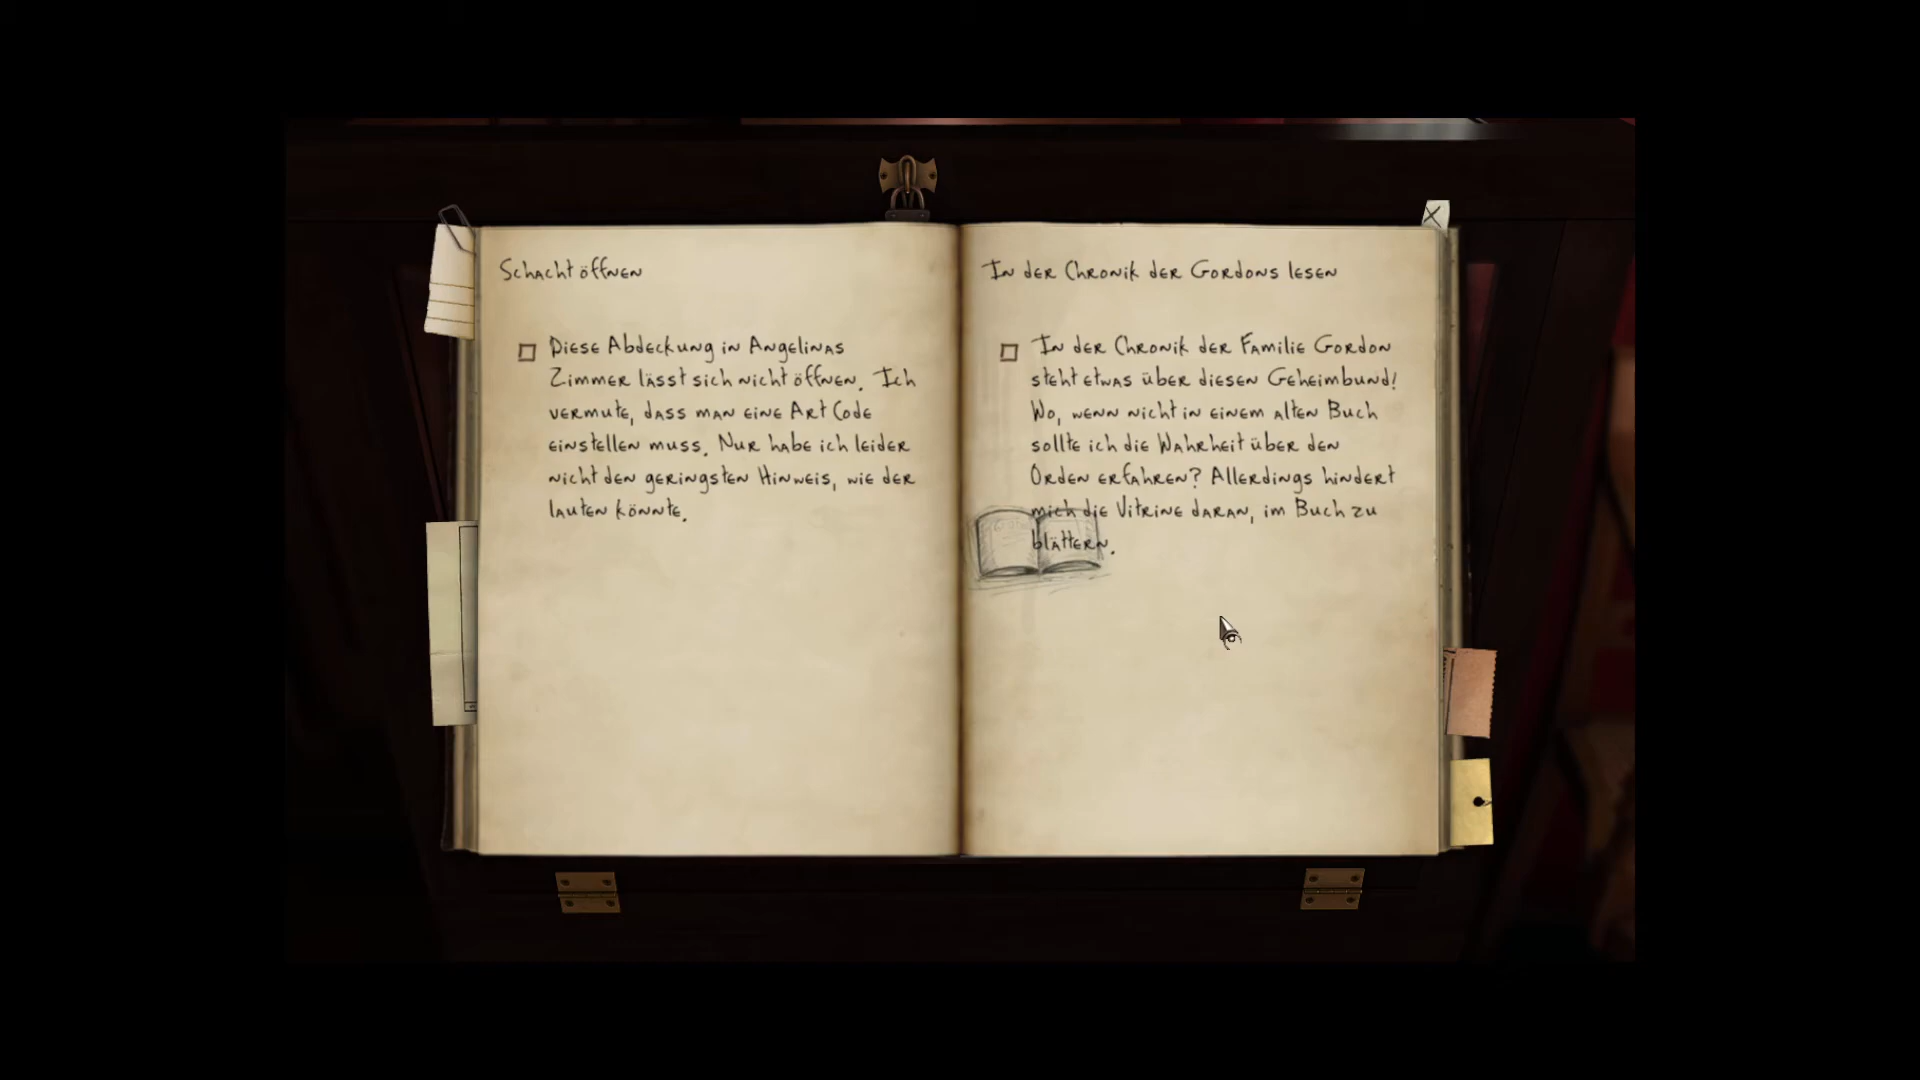 Schacht öffnen
Diese Abdeckung in Angelinas
Zimmer lässt sich nicht öffnen. Ich
vermute, dass man eine Art Code
einstellen muss. Nur habe ich leider
nicht den geringsten Hinweis, wie der
lauten könnte.
In der Chronik der Gordons lesen
In der Chronik der Familie Gordon
steht etwas über diesen Geheimbund!
Wo, wenn nicht in einem alten Buch
sollte ich die Wahrheit über den
Orden erfahren? Allerdings hindert
mich die Vitrine daran, im Buch zu
blättern.